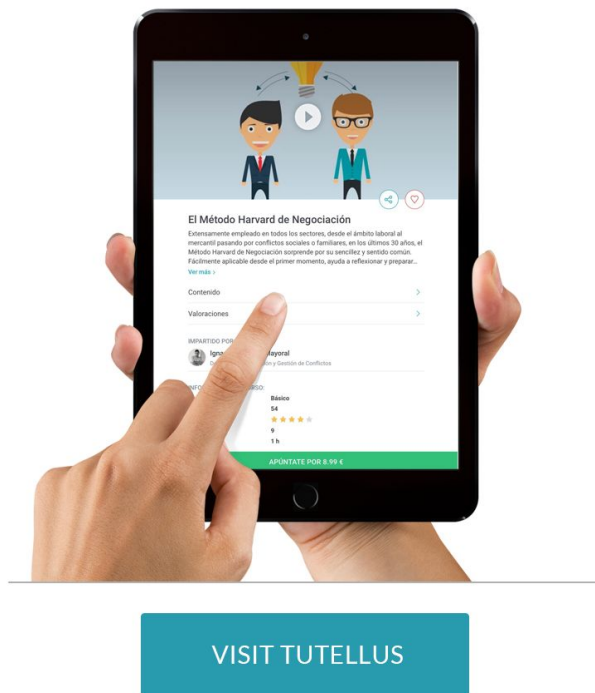 El Método Harvard de Negociación
Extensamente empleado en todos los sectores, desde el ámbito laboral al
mercantil pasando por conflictos sociales o familiares, en los últimos 30 años, el
Método Harvard de Negociación sorprende por su sencillez y sentido común.
Fácilmente aplicable desde el primer momento, ayuda a reflexionar y preparar...
Ver más >
Contenido
Valoraciones
IMPARTIDO POR
ayoral
y Gestión de Conflictos
Básico
54
9
1 h
APÚNTATE POR 8.99 €
VISIT TUTELLUS